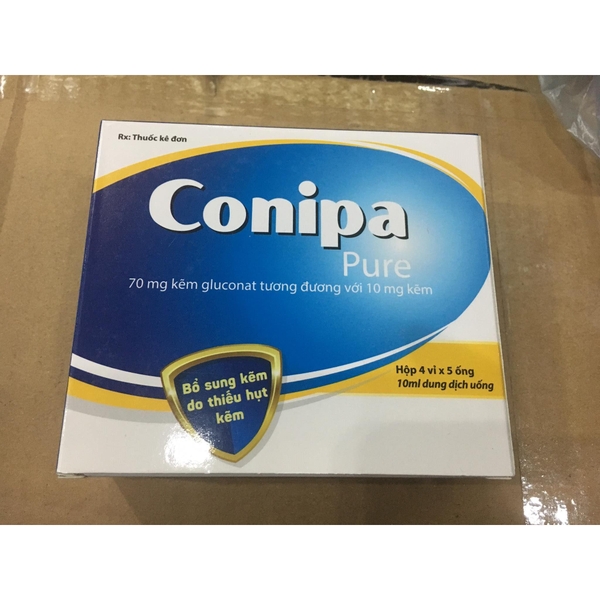 Rx: Thuốc kê đơn
Conipa
Pure
70 mg kẽm gluconat tương đương với 10 mg kẽm
Bổ sung kẽm
do thiếu hụt
kẽm
Hộp 4 vỉ x 5 ống
10ml dung dịch uống